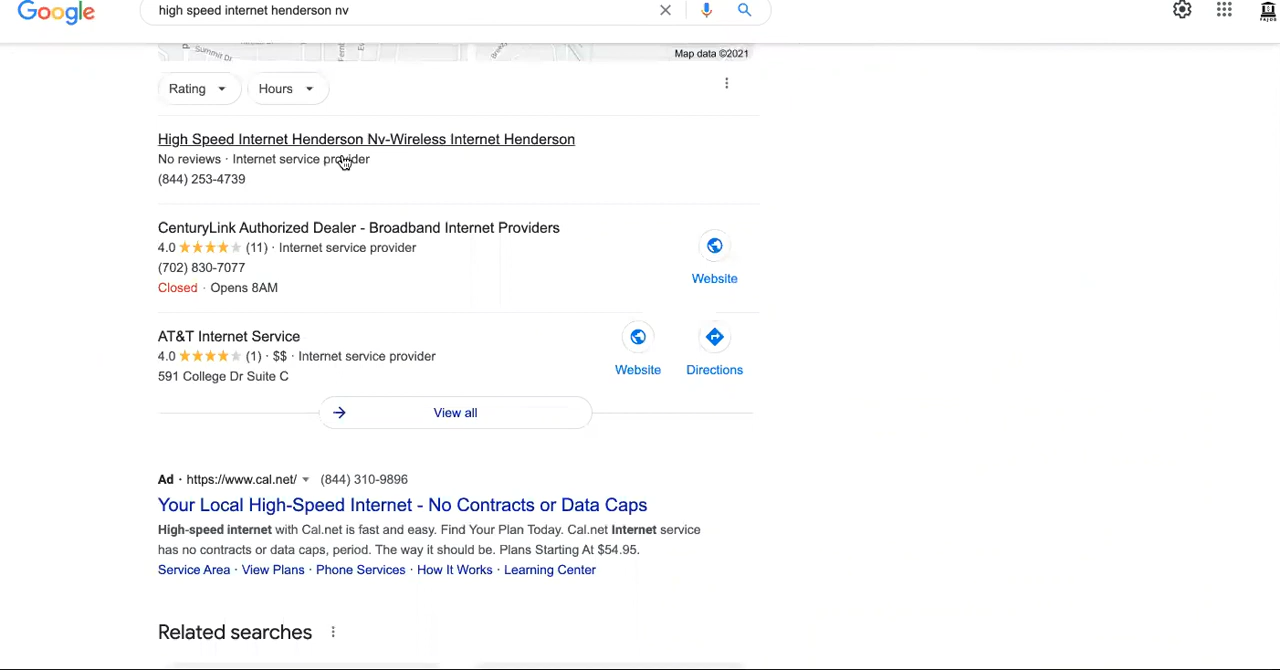 Google
high speed internet henderson nv
Summit Dr
Map data ©2021
Rating
Hours
High Speed Internet Henderson Nv-Wireless Internet Henderson
No reviews · Internet service provider
(844) 253-4739
CenturyLink Authorized Dealer - Broadband Internet Providers
4.0 (11) · Internet service provider
(702) 830-7077
Closed · Opens 8AM
Website
AT&T Internet Service
4.0 (1) · $$ · Internet service provider
591 College Dr Suite C
Website
Directions
View all
Ad · https://www.cal.net/ (844) 310-9896
Your Local High-Speed Internet - No Contracts or Data Caps
High-speed internet with Cal.net is fast and easy. Find Your Plan Today. Cal.net Internet service
has no contracts or data caps, period. The way it should be. Plans Starting At $54.95.
Service Area · View Plans · Phone Services · How It Works · Learning Center
Related searches